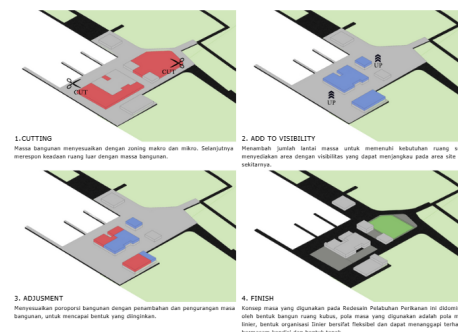 CUT
CUT
1.CUTTING
Massa bangunan menyesuaikan dengan zoning makro dan mikro. Selanjutnya
merespon keadaan ruang luar dengan massa bangunan.
UP
UP
2. ADD TO VISIBILITY
Menambah jumlah lantai massa untuk memenuhi kebutuhan ruang s
menyediakan area dengan visibilitas yang dapat menjangkau pada area site
sekitarnya.
3. ADJUSMENT
Menyesuaikan poroporsi bangunan dengan penambahan dan pengurangan masa
bangunan, untuk mencapai bentuk yang diinginkan.
4. FINISH
Konsep masa yang digunakan pada Redesain Pelabuhan Perikanan ini didomi
oleh bentuk bangun ruang kubus, pola masa yang digunakan adalah pola m
linier, bentuk organisasi linier bersifat fleksibel dan dapat menanggapi terha